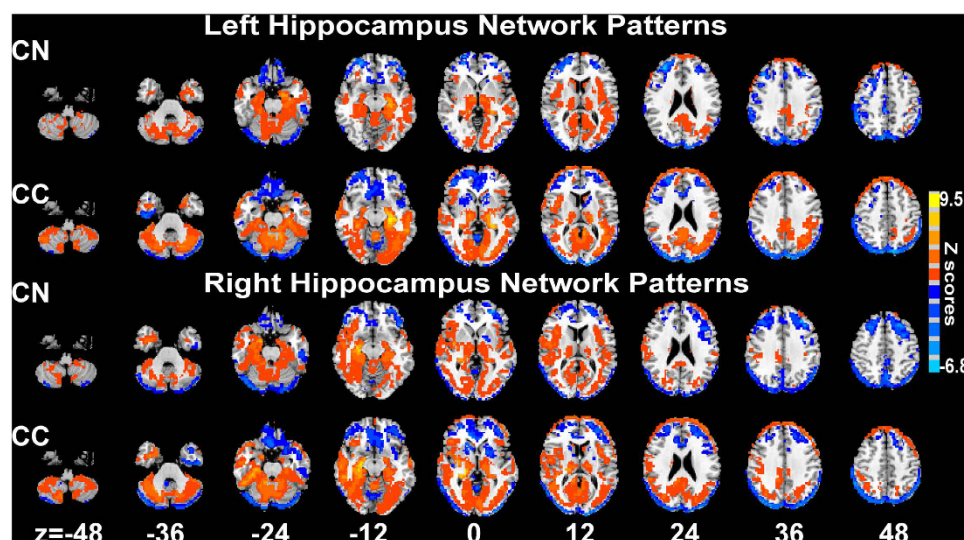 Left Hippocampus Network Patterns
CN
CC
9.5
Z scores
-6.8
Right Hippocampus Network Patterns
CN
CC
z=-48 -36 -24 -12 0 12 24 36 48